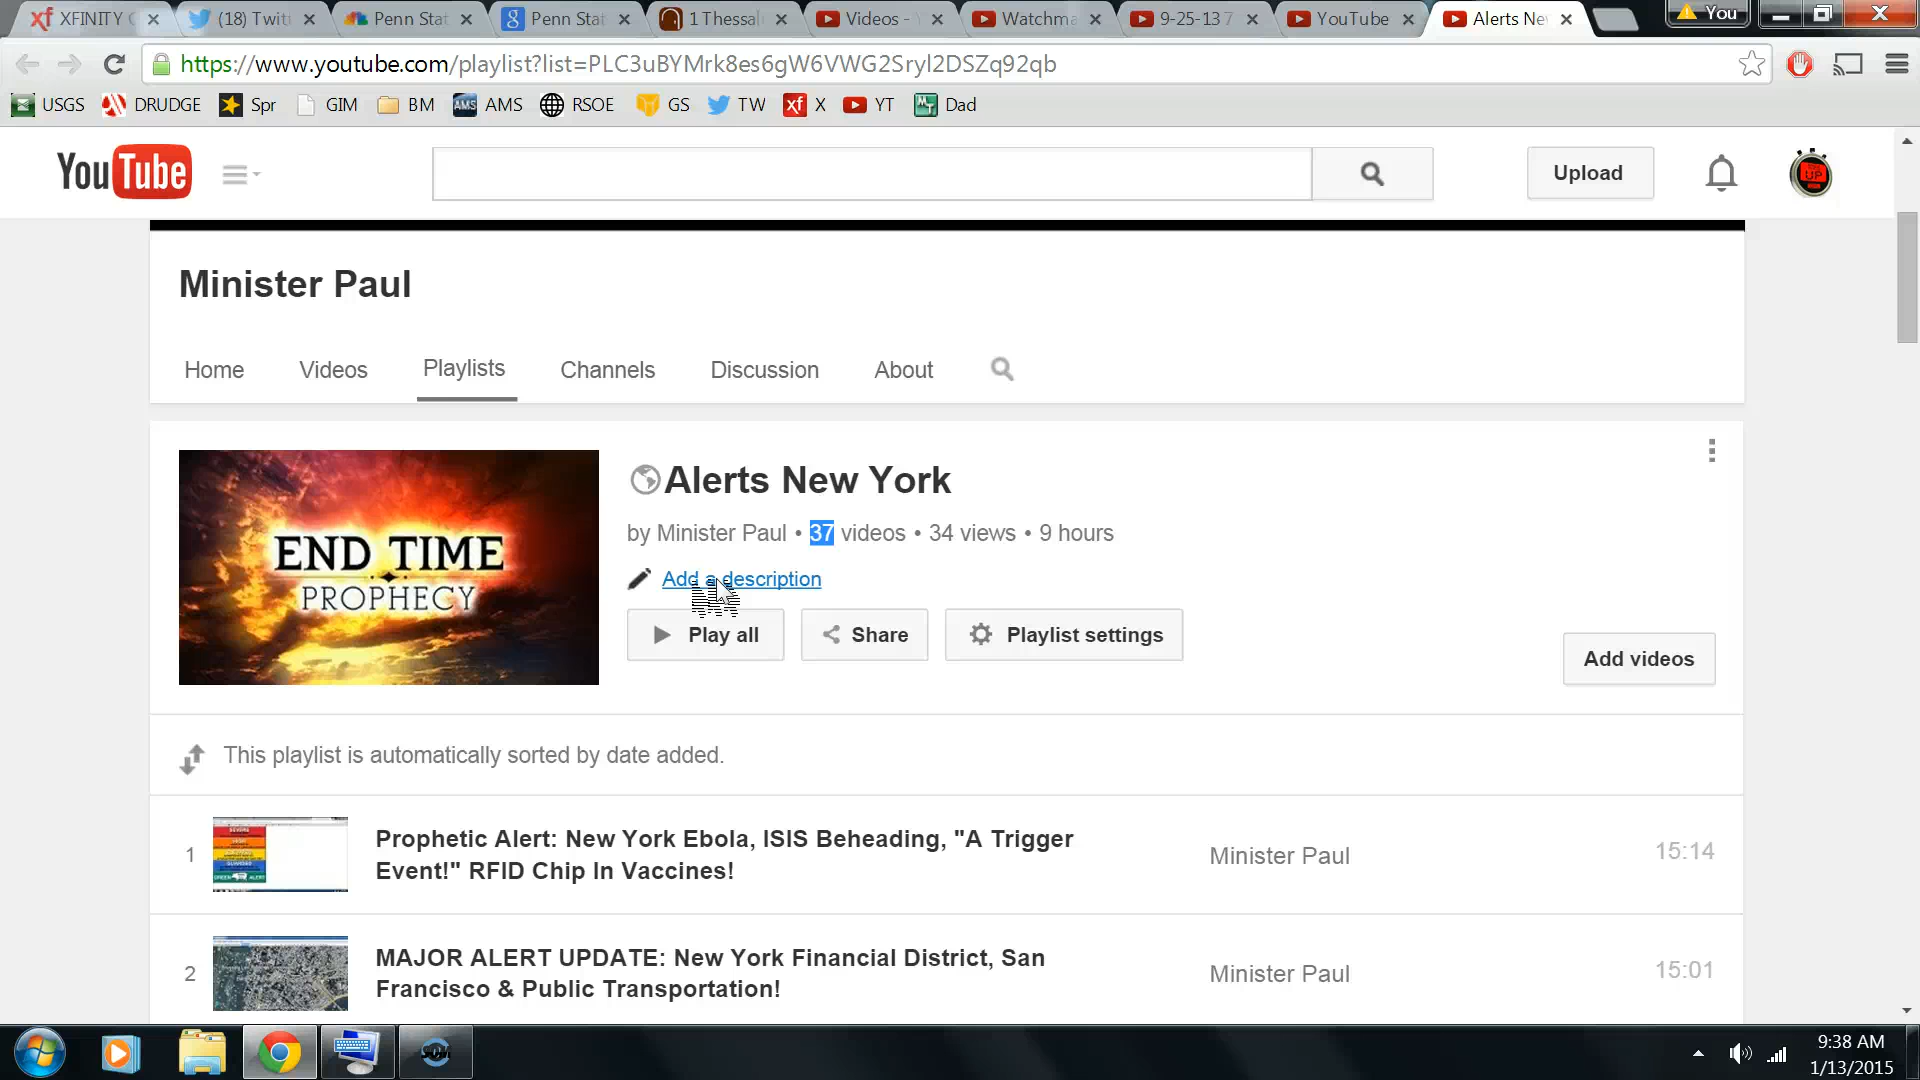 XFINITY
(18) Twitt
Penn Stat
Penn Stat
1 Thessal
Videos -
Watchma
9-25-13 7
YouTube
Alerts Ne
You
https://www.youtube.com/playlist?list=PLC3uBYMrk8es6gW6VWG2Sryl2DSZq92qb
USGS DRUDGE Spr GIM BM AMS RSOE GS TW X YT Dad
YouTube
Upload
Minister Paul
Home Videos Playlists Channels Discussion About
END TIME
PROPHECY
Alerts New York
by Minister Paul • 37 videos • 34 views • 9 hours
Add a description
Play all Share Playlist settings
Add videos
This playlist is automatically sorted by date added.
1
Prophetic Alert: New York Ebola, ISIS Beheading, "A Trigger
Event!" RFID Chip In Vaccines!
Minister Paul
15:14
2
MAJOR ALERT UPDATE: New York Financial District, San
Francisco & Public Transportation!
Minister Paul
15:01
9:38 AM
1/13/2015